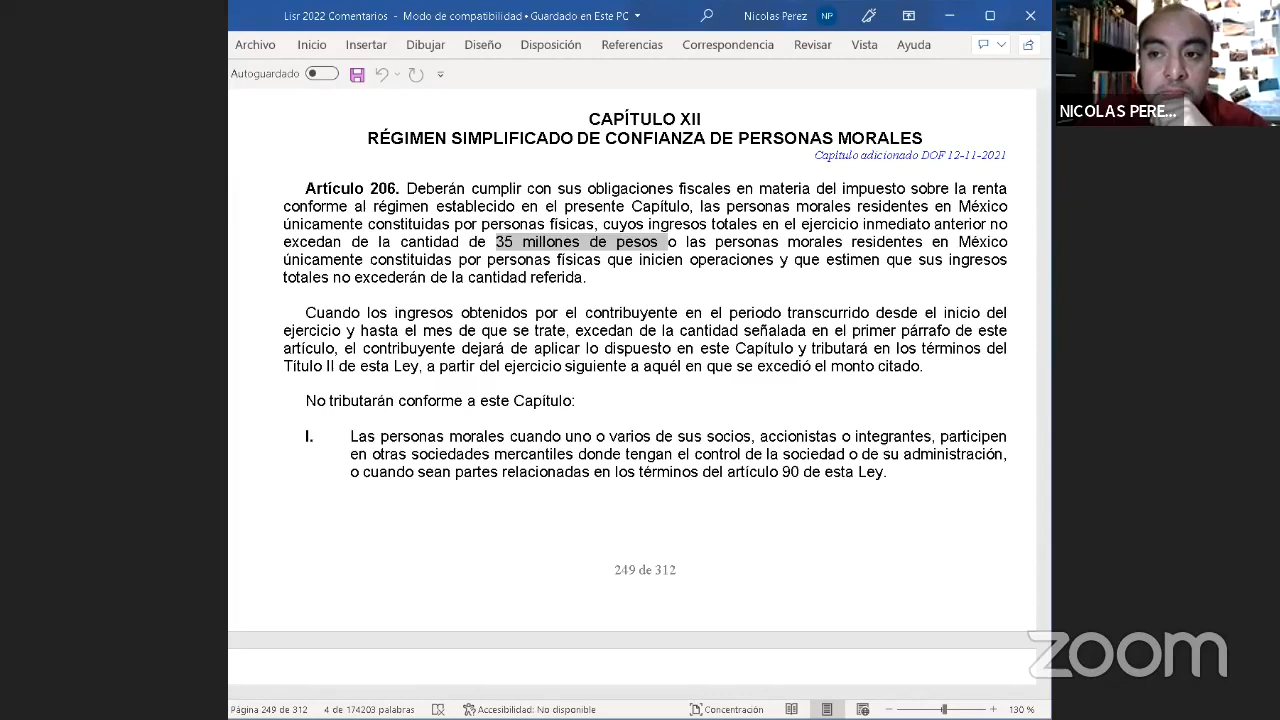 Lisr 2022 Comentarios - Modo de compatibilidad • Guardado en Este PC
Nicolas Perez NP
Archivo Inicio Insertar Dibujar Diseño Disposición Referencias Correspondencia Revisar Vista Ayuda
Autoguardado
NICOLAS PERE...
CAPÍTULO XII
RÉGIMEN SIMPLIFICADO DE CONFIANZA DE PERSONAS MORALES
Capítulo adicionado DOF 12-11-2021
Artículo 206. Deberán cumplir con sus obligaciones fiscales en materia del impuesto sobre la renta
conforme al régimen establecido en el presente Capítulo, las personas morales residentes en México
únicamente constituidas por personas físicas, cuyos ingresos totales en el ejercicio inmediato anterior no
excedan de la cantidad de 35 millones de pesos o las personas morales residentes en México
únicamente constituidas por personas físicas que inicien operaciones y que estimen que sus ingresos
totales no excederán de la cantidad referida.
Cuando los ingresos obtenidos por el contribuyente en el periodo transcurrido desde el inicio del
ejercicio y hasta el mes de que se trate, excedan de la cantidad señalada en el primer párrafo de este
artículo, el contribuyente dejará de aplicar lo dispuesto en este Capítulo y tributará en los términos del
Título II de esta Ley, a partir del ejercicio siguiente a aquél en que se excedió el monto citado.
No tributarán conforme a este Capítulo:
I. Las personas morales cuando uno o varios de sus socios, accionistas o integrantes, participen
en otras sociedades mercantiles donde tengan el control de la sociedad o de su administración,
o cuando sean partes relacionadas en los términos del artículo 90 de esta Ley.
249 de 312
zoom
Página 249 de 312 4 de 174203 palabras Accesibilidad: No disponible Concentración 130 %